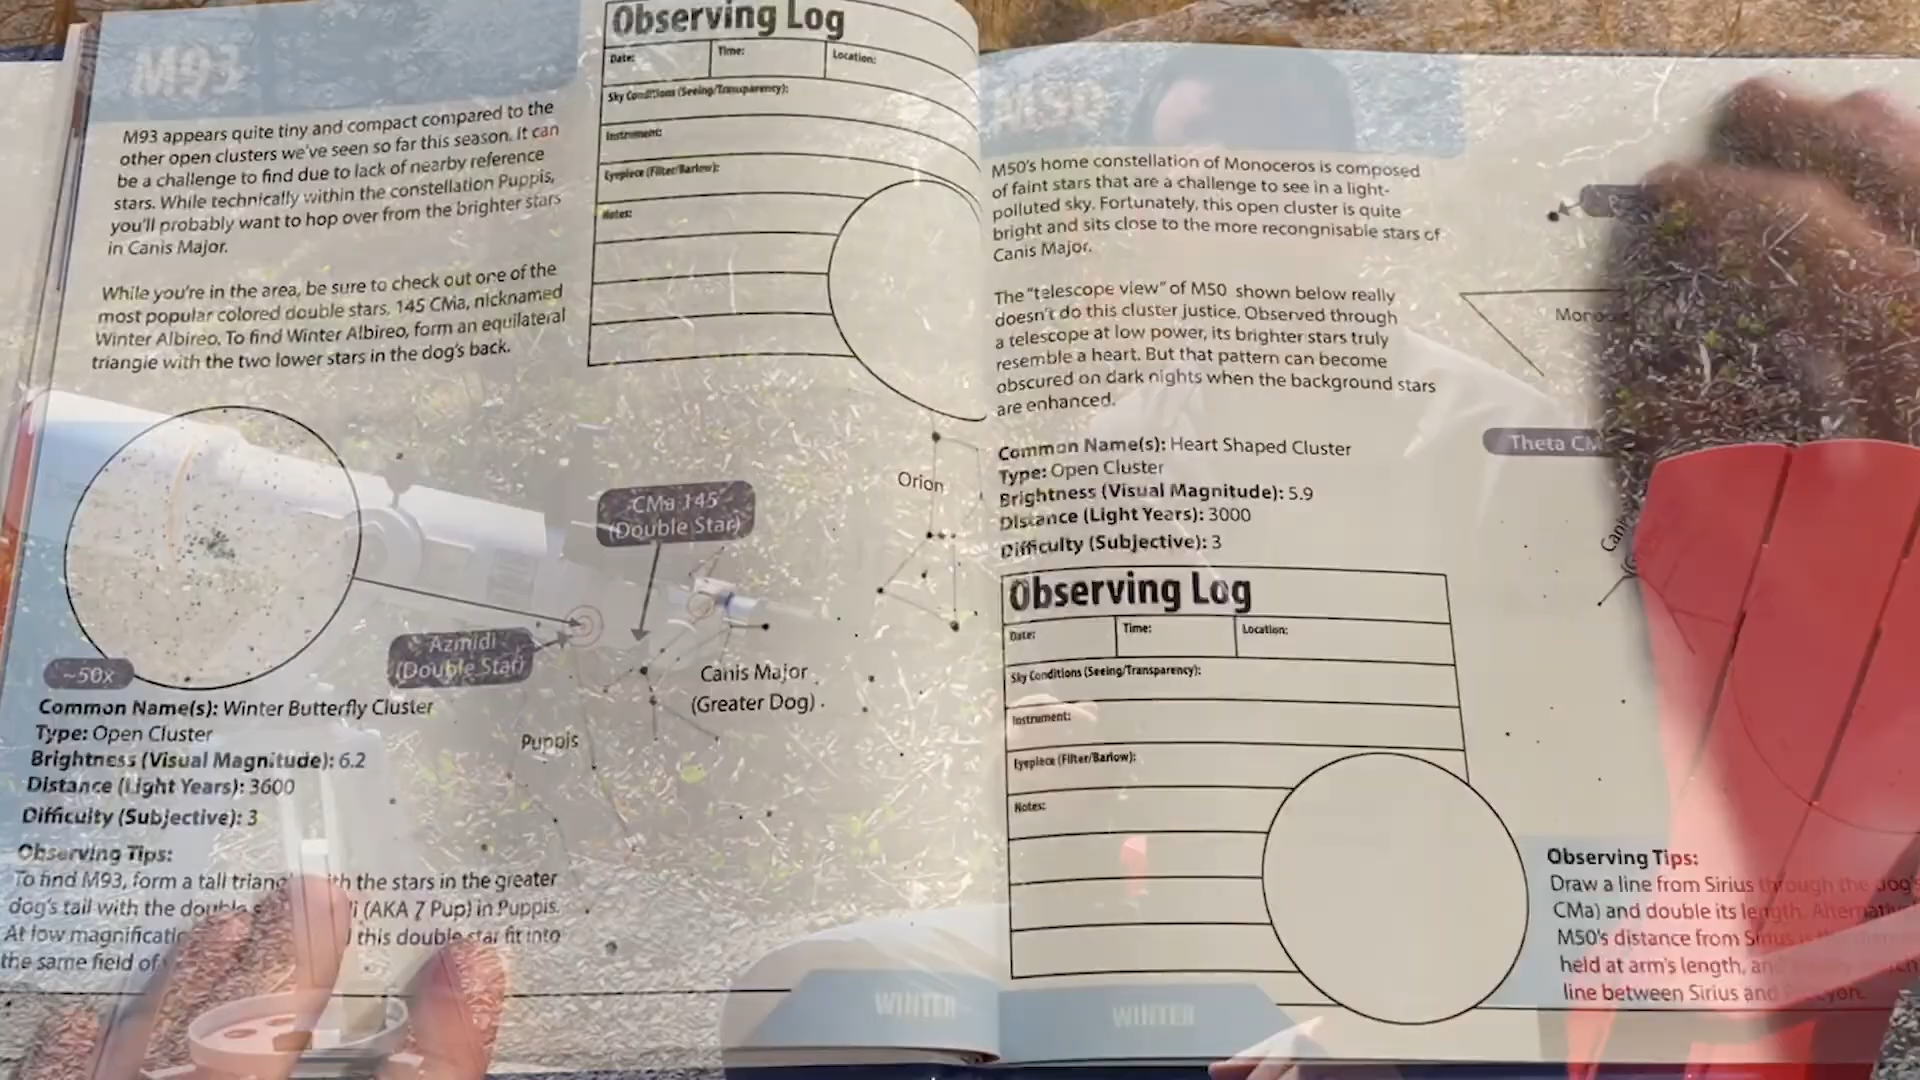 M93
M93 appears quite tiny and compact compared to the
other open clusters we've seen so far this season. It can
be a challenge to find due to lack of nearby reference
stars. While technically within the constellation Puppis,
you'll probably want to hop over from the brighter stars
in Canis Major.
While you're in the area, be sure to check out one of the
most popular colored double stars, 145 CMa, nicknamed
Winter Albireo. To find Winter Albireo, form an equilateral
triangle with the two lower stars in the dog's back.
Observing Log
Date: Time: Location:
Sky Conditions (Seeing/Transparency):
Instrument:
Eyepiece (Filter/Barlow):
Notes:
Orion
CMa 145
(Double Star)
Azmidi
(Double Star)
Canis Major
(Greater Dog)
Puppis
~50x
Common Name(s): Winter Butterfly Cluster
Type: Open Cluster
Brightness (Visual Magnitude): 6.2
Distance (Light Years): 3600
Difficulty (Subjective): 3
Observing Tips:
To find M93, form a tall the stars in the greater
dog's tail with the (AKA 7 Pup) in Puppis.
At low this double star fit into
the same field of
WINTER
M50
M50's home constellation of Monoceros is composed
of faint stars that are a challenge to see in a light-
polluted sky. Fortunately, this open cluster is quite
bright and sits close to the more recongnisable stars of
Canis Major.
The "telescope view" of M50 shown below really
doesn't do this cluster justice. Observed through
a telescope at low power, its brighter stars truly
resemble a heart. But that pattern can become
obscured on dark nights when the background stars
are enhanced.
Common Name(s): Heart Shaped Cluster
Type: Open Cluster
Brightness (Visual Magnitude): 5.9
Distance (Light Years): 3000
Difficulty (Subjective): 3
Observing Log
Date: Time: Location:
Sky Conditions (Seeing/Transparency):
Instrument:
Eyepiece (Filter/Barlow):
Notes:
Theta
Observing Tips:
Draw a line from Sirius through the dog's
CMa) and double its length.
M50's distance from Sirius is
held at arm's length,
line between Sirius and
WINTER